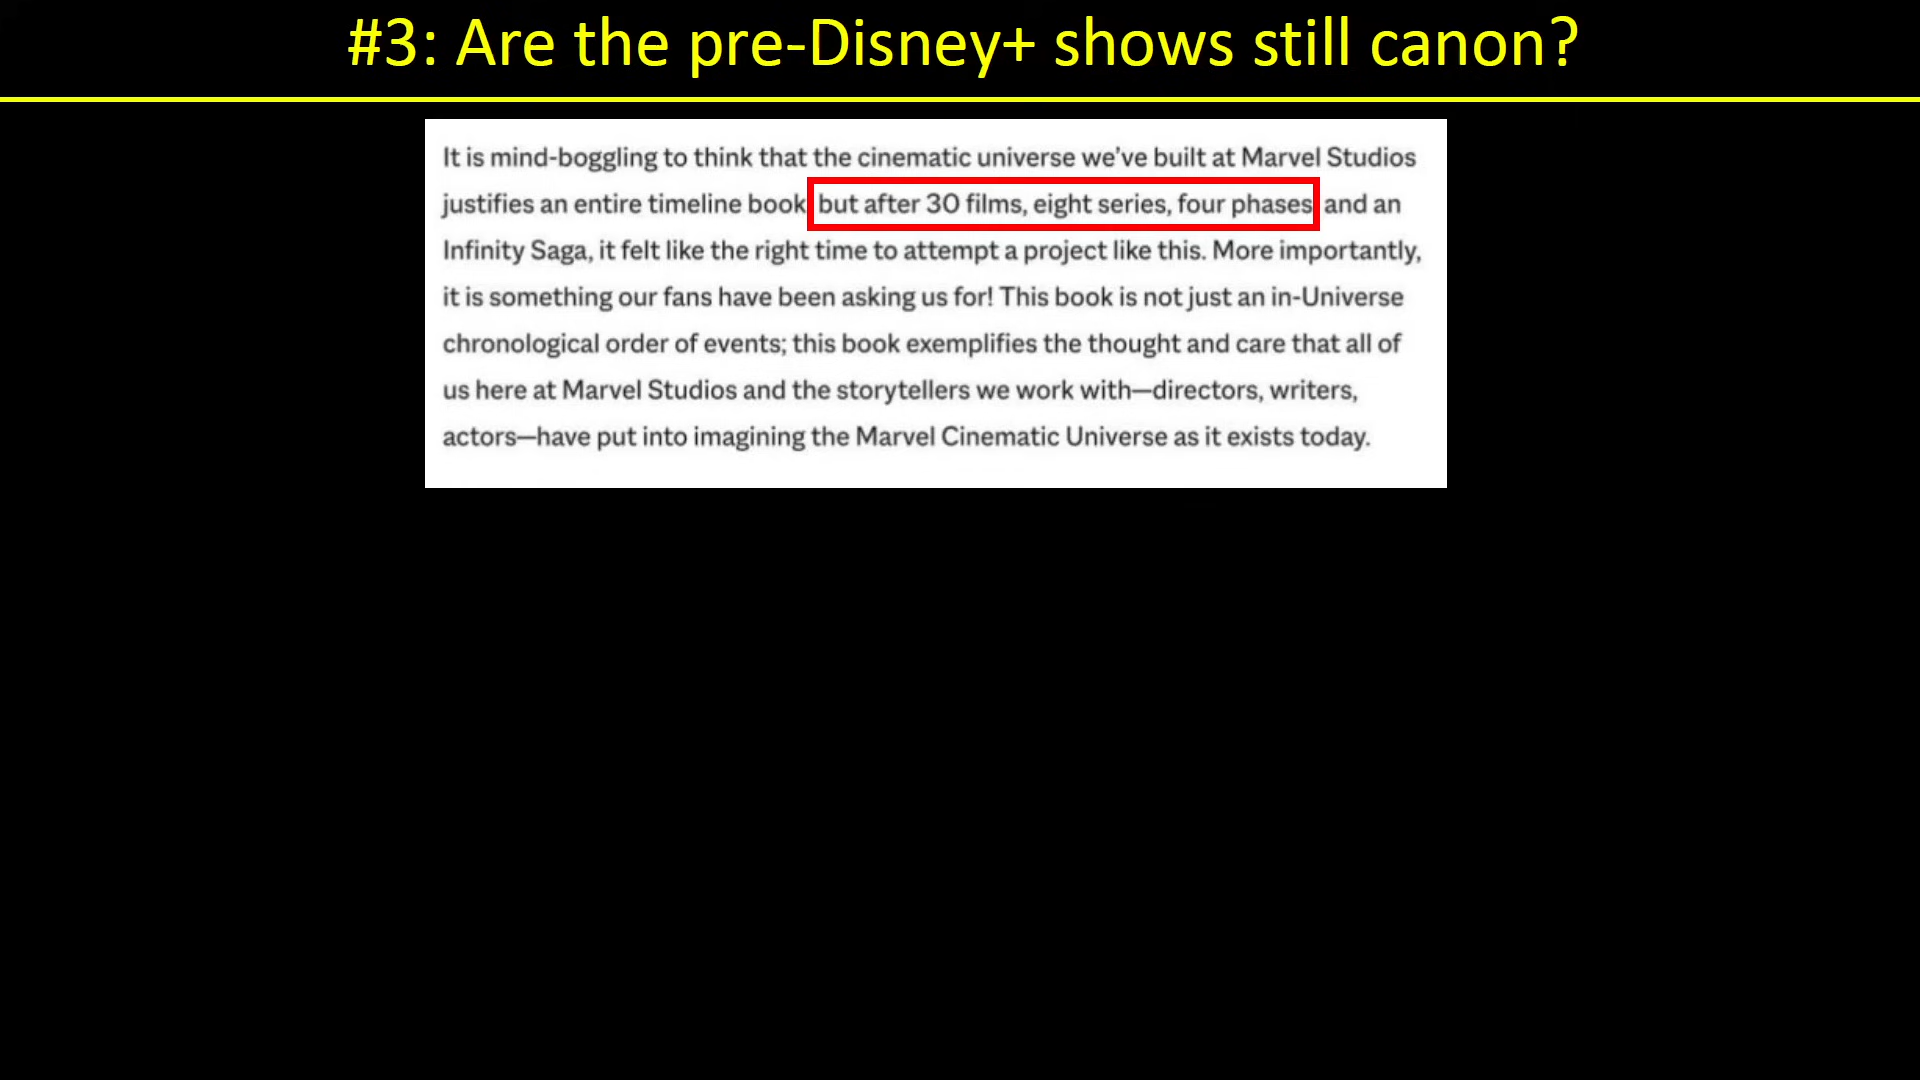 #3: Are the pre-Disney+ shows still canon?
It is mind-boggling to think that the cinematic universe we've built at Marvel Studios
justifies an entire timeline book but after 30 films, eight series, four phases and an
Infinity Saga, it felt like the right time to attempt a project like this. More importantly,
it is something our fans have been asking us for! This book is not just an in-Universe
chronological order of events; this book exemplifies the thought and care that all of
us here at Marvel Studios and the storytellers we work with—directors, writers,
actors—have put into imagining the Marvel Cinematic Universe as it exists today.